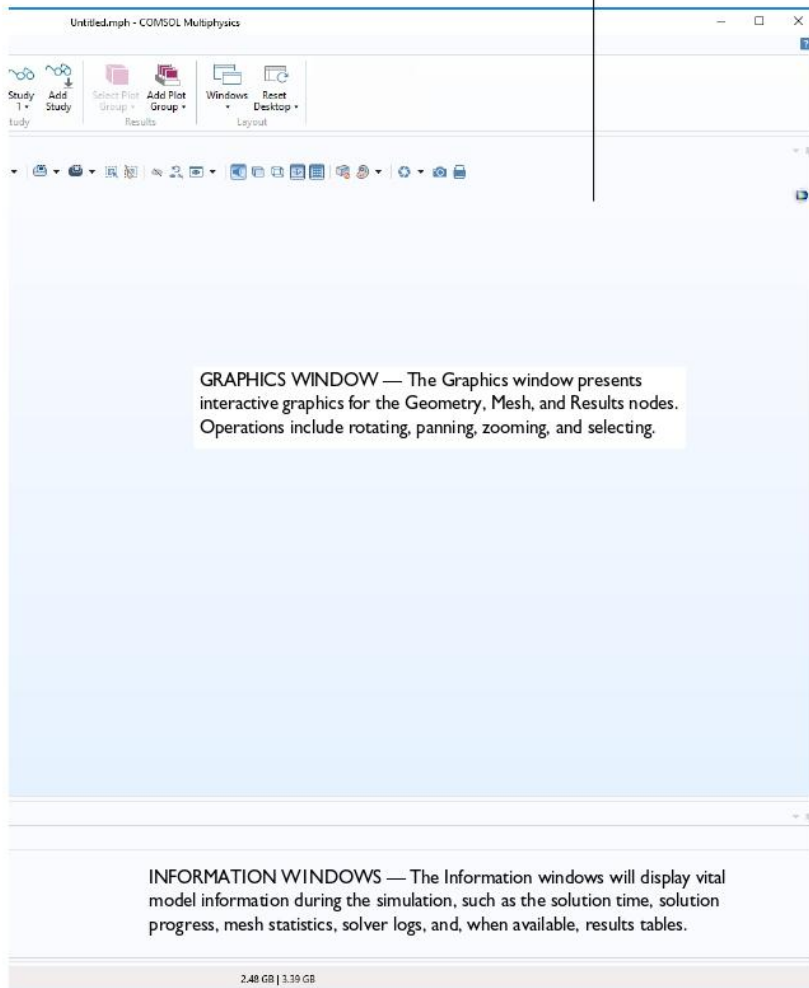 Untitled.mph - COMSOL Multiphysics
Study Add Select Plot Add Plot Windows Reset
1 Study Group Group Desktop
tudy Results Layout
GRAPHICS WINDOW — The Graphics window presents
interactive graphics for the Geometry, Mesh, and Results nodes.
Operations include rotating, panning, zooming, and selecting.
INFORMATION WINDOWS — The Information windows will display vital
model information during the simulation, such as the solution time, solution
progress, mesh statistics, solver logs, and, when available, results tables.
2.48 GB | 3.39 GB